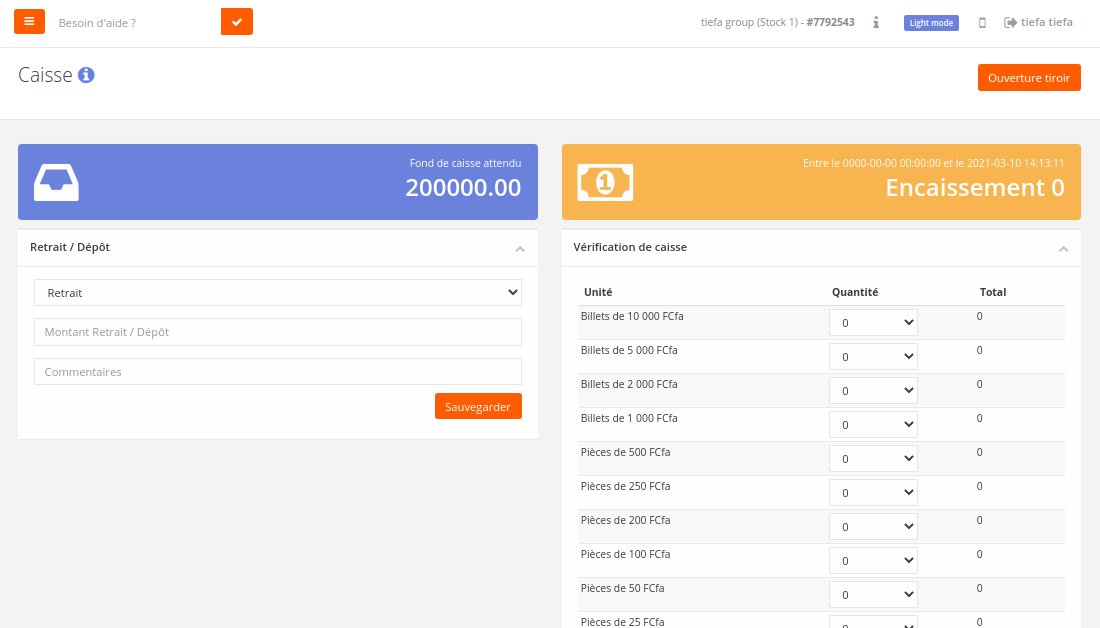 Besoin d'aide ?
tiefa group (Stock 1) - #7792543
Light mode
tiefa tiefa
Caisse
Ouverture tiroir
Fond de caisse attendu
200000.00
Entre le 0000-00-00 00:00:00 et le 2021-03-10 14:13:11
1
Encaissement 0
Retrait / Dépôt
Retrait
Montant Retrait / Dépôt
Commentaires
Sauvegarder
Vérification de caisse
Unité Quantité Total
Billets de 10 000 FCfa 0 0
Billets de 5 000 FCfa 0 0
Billets de 2 000 FCfa 0 0
Billets de 1 000 FCfa 0 0
Pièces de 500 FCfa 0 0
Pièces de 250 FCfa 0 0
Pièces de 200 FCfa 0 0
Pièces de 100 FCfa 0 0
Pièces de 50 FCfa 0 0
Pièces de 25 FCfa 0 0